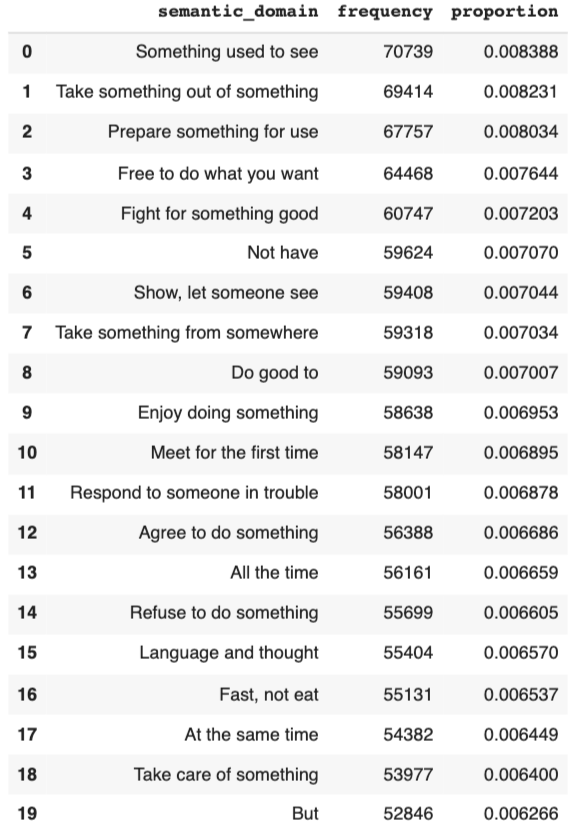 semantic_domain frequency proportion
0 Something used to see 70739 0.008388
1 Take something out of something 69414 0.008231
2 Prepare something for use 67757 0.008034
3 Free to do what you want 64468 0.007644
4 Fight for something good 60747 0.007203
5 Not have 59624 0.007070
6 Show, let someone see 59408 0.007044
7 Take something from somewhere 59318 0.007034
8 Do good to 59093 0.007007
9 Enjoy doing something 58638 0.006953
10 Meet for the first time 58147 0.006895
11 Respond to someone in trouble 58001 0.006878
12 Agree to do something 56388 0.006686
13 All the time 56161 0.006659
14 Refuse to do something 55699 0.006605
15 Language and thought 55404 0.006570
16 Fast, not eat 55131 0.006537
17 At the same time 54382 0.006449
18 Take care of something 53977 0.006400
19 But 52846 0.006266